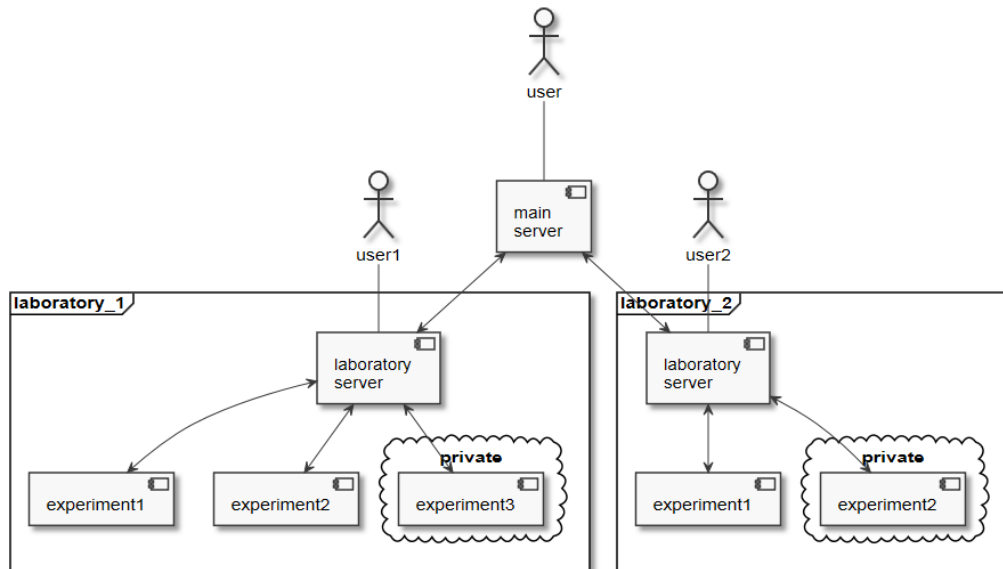 user
main
server
user1
user2
laboratory_1
laboratory_2
laboratory
server
laboratory
server
private
private
experiment1
experiment2
experiment3
experiment1
experiment2